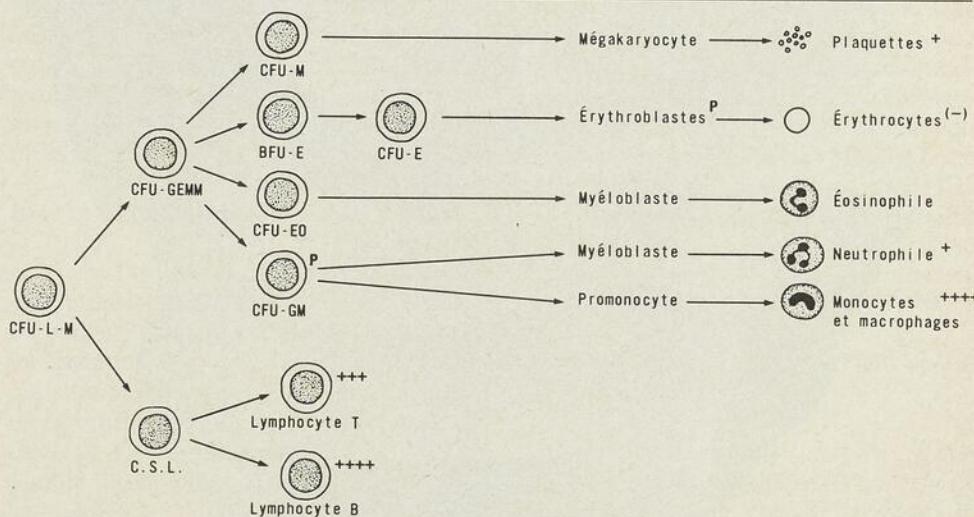 CFU-M
Mégakaryocyte
Plaquettes +
BFU-E
CFU-E
Érythroblastes P
Érythrocytes (-)
CFU-GEMM
CFU-EO
Myéloblaste
Éosinophile
P
CFU-GM
Myéloblaste
Neutrophile +
Promonocyte
Monocytes ++++
et macrophages
CFU-L-M
C.S.L.
+++
Lymphocyte T
++++
Lymphocyte B